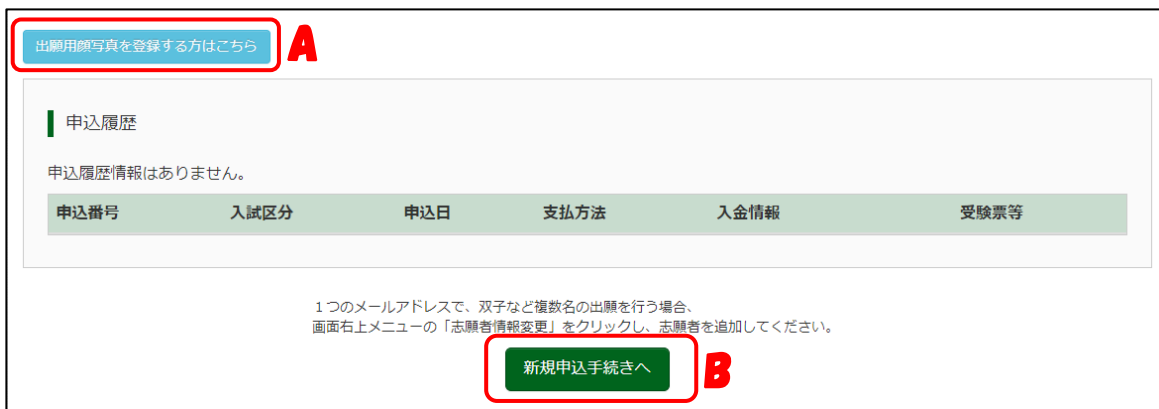 出願用顔写真を登録する方はこちら A
申込履歴
申込履歴情報はありません。
申込番号 入試区分 申込日 支払方法 入金情報 受験票等
1つのメールアドレスで、双子など複数名の出願を行う場合、
画面右上メニューの「志願者情報変更」をクリックし、志願者を追加してください。
新規申込手続きへ B